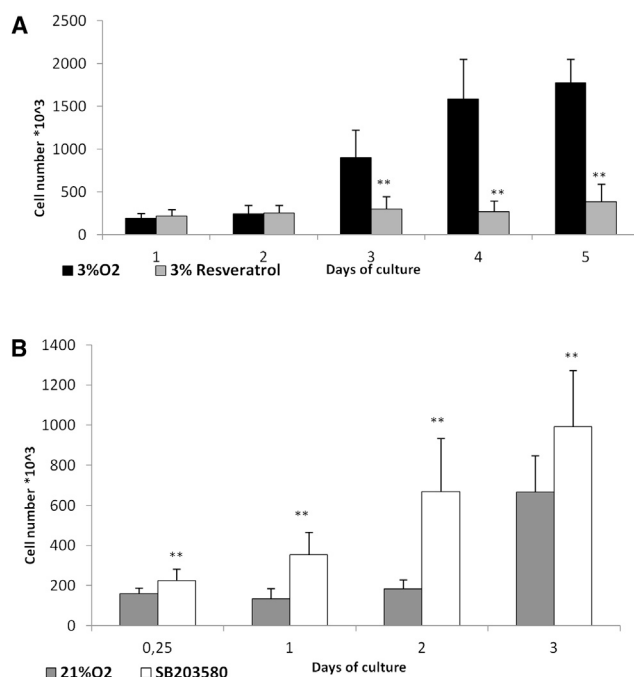 A
Cell number *10^3
2500
2000
1500
1000
500
0
** ** **
1 2 3 4 5
3%O2 3% Resveratrol Days of culture
B
Cell number *10^3
1400
1200
1000
800
600
400
200
0
** ** ** **
0,25 1 2 3
21%O2 SB203580 Days of culture